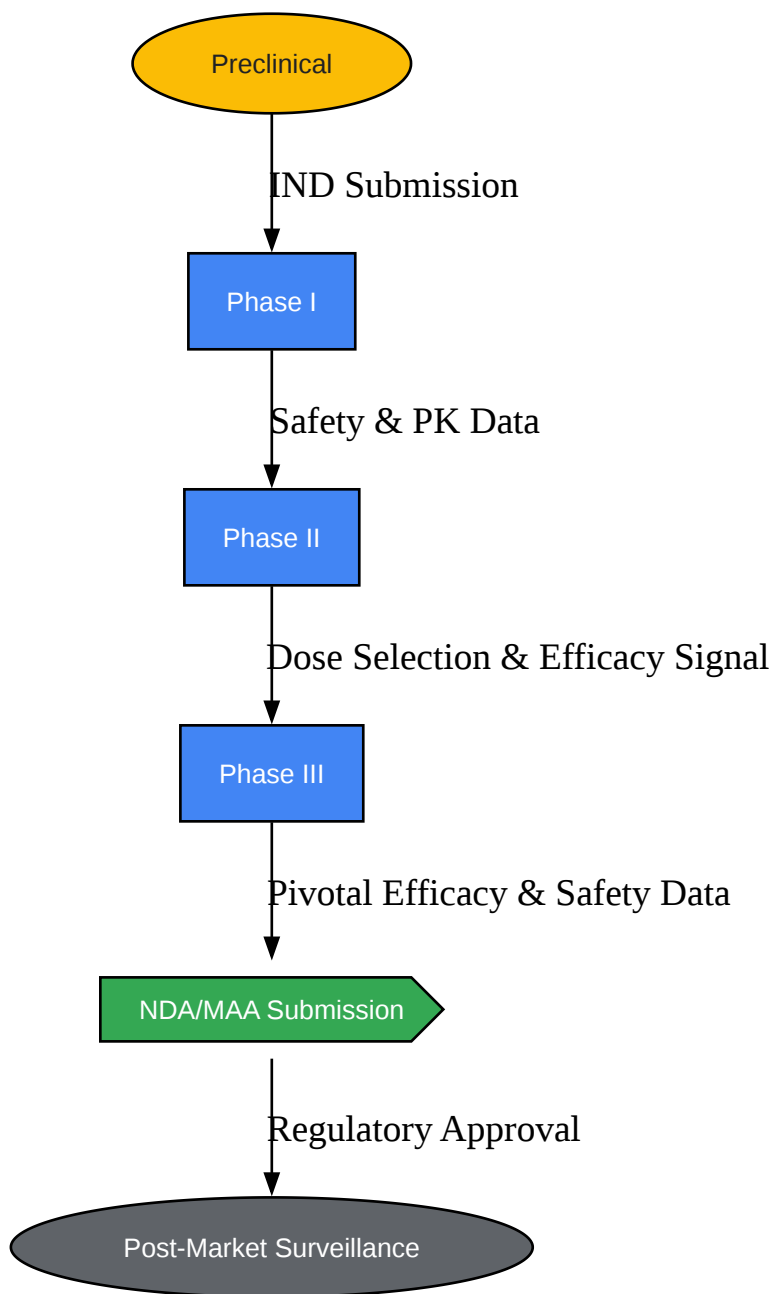 Preclinical
IND Submission
Phase I
Safety & PK Data
Phase II
Dose Selection & Efficacy Signal
Phase III
Pivotal Efficacy & Safety Data
NDA/MAA Submission
Regulatory Approval
Post-Market Surveillance